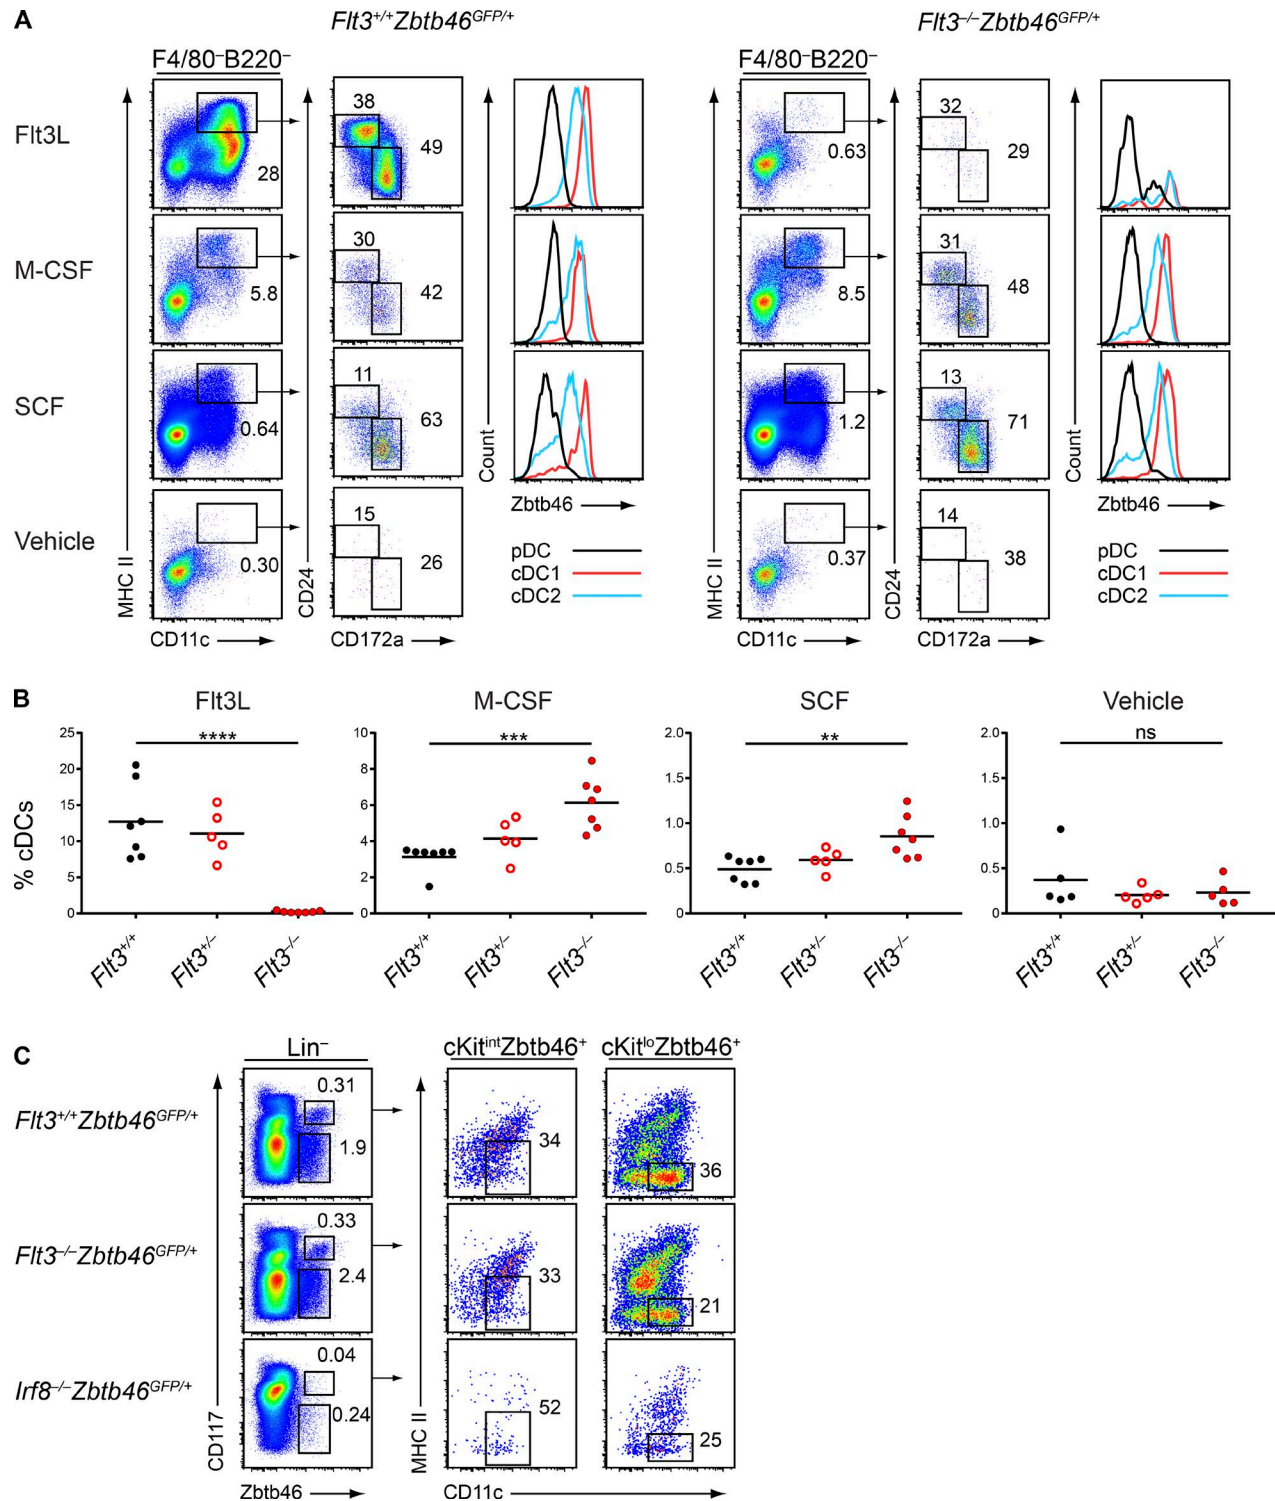 A
Flt3+/+Zbtb46GFP/+
Flt3–/–Zbtb46GFP/+
F4/80–B220–
F4/80–B220–
Flt3L
38
49
28
32
29
0.63
M-CSF
30
42
5.8
31
48
8.5
SCF
11
63
0.64
13
71
1.2
Count
Count
Zbtb46
Zbtb46
Vehicle
15
26
0.30
14
38
0.37
MHC II
CD24
MHC II
CD24
pDC
cDC1
cDC2
pDC
cDC1
cDC2
CD11c
CD172a
CD11c
CD172a
B
Flt3L
M-CSF
SCF
Vehicle
% cDCs
25
20
15
10
5
0
****
Flt3+/+
Flt3+/–
Flt3–/–
10
8
6
4
2
0
***
Flt3+/+
Flt3+/–
Flt3–/–
2.0
1.5
1.0
0.5
0
**
Flt3+/+
Flt3+/–
Flt3–/–
2.0
1.5
1.0
0.5
0
ns
Flt3+/+
Flt3+/–
Flt3–/–
C
Lin–
cKitintZbtb46+
cKitloZbtb46+
Flt3+/+Zbtb46GFP/+
0.31
1.9
34
36
Flt3–/–Zbtb46GFP/+
0.33
2.4
33
21
Irf8–/–Zbtb46GFP/+
0.04
0.24
52
25
CD117
MHC II
Zbtb46
CD11c